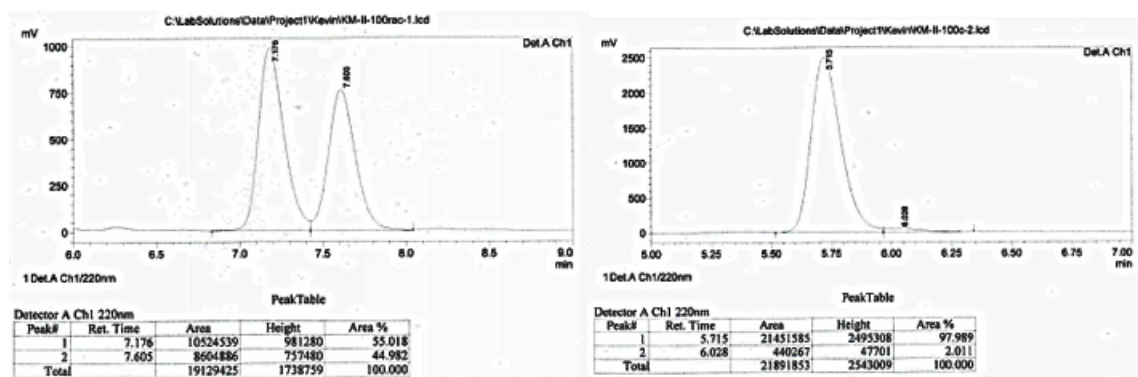 C:\LabSolutions\Data\Project1\Kevin\KM-II-100rac-1.lcd
mV
Det.A Ch1
1000
750
500
250
0
7.176
7.605
6.0 6.5 7.0 7.5 8.0 8.5 9.0
min
1 Det.A Ch1/220nm
PeakTable
Detector A Ch1 220nm
Peak# Ret. Time Area Height Area %
1 7.176 10524539 981280 55.018
2 7.605 8604886 757480 44.982
Total 19129425 1738759 100.000
C:\LabSolutions\Data\Project1\Kevin\KM-II-100c-2.lcd
mV
Det.A Ch1
2500
2000
1500
1000
500
0
5.715
6.028
5.00 5.25 5.50 5.75 6.00 6.25 6.50 6.75 7.00
min
1 Det.A Ch1/220nm
PeakTable
Detector A Ch1 220nm
Peak# Ret. Time Area Height Area %
1 5.715 21451585 2495308 97.989
2 6.028 440267 47701 2.011
Total 21891853 2543009 100.000